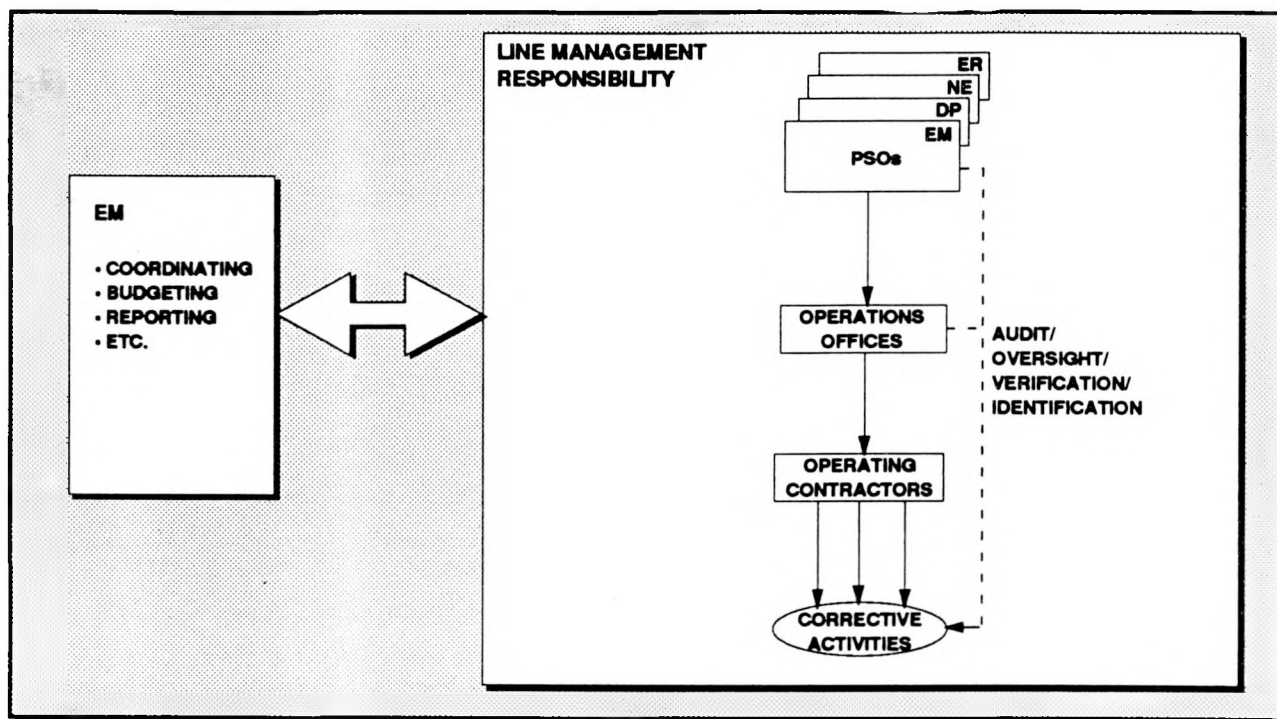 LINE MANAGEMENT
RESPONSIBILITY
ER
NE
DP
EM
PSOs
EM
• COORDINATING
• BUDGETING
• REPORTING
• ETC.
OPERATIONS
OFFICES
AUDIT/
OVERSIGHT/
VERIFICATION/
IDENTIFICATION
OPERATING
CONTRACTORS
CORRECTIVE
ACTIVITIES